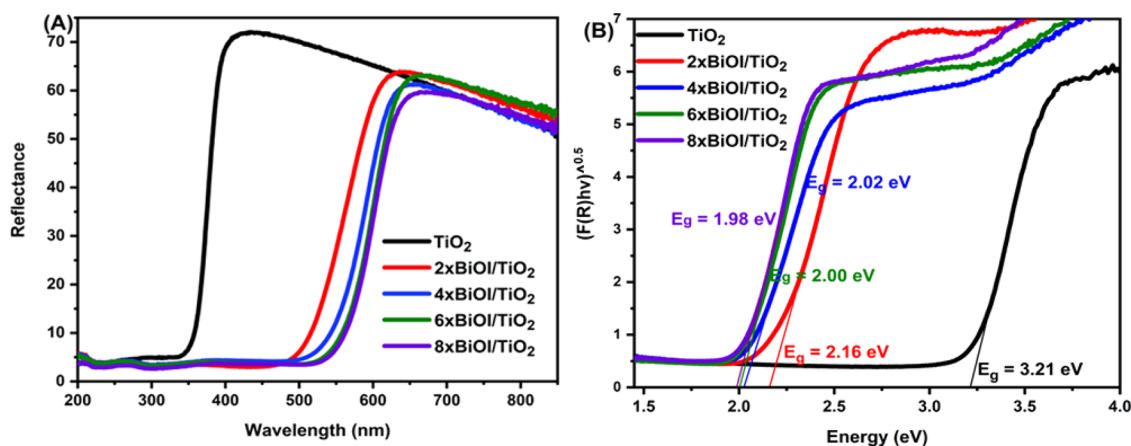 (A)
Reflectance
70
60
50
40
30
20
10
0
TiO2
2xBiOI/TiO2
4xBiOI/TiO2
6xBiOI/TiO2
8xBiOI/TiO2
200 300 400 500 600 700 800
Wavelength (nm)
(B)
(F(R)hv)^0.5
7
6
5
4
3
2
1
0
TiO2
2xBiOI/TiO2
4xBiOI/TiO2
6xBiOI/TiO2
8xBiOI/TiO2
Eg = 2.02 eV
Eg = 1.98 eV
Eg = 2.00 eV
Eg = 2.16 eV
Eg = 3.21 eV
1.5 2.0 2.5 3.0 3.5 4.0
Energy (eV)